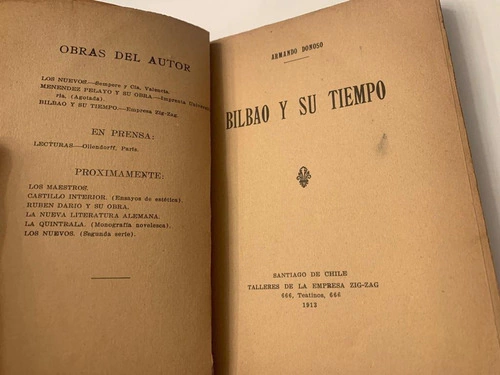 OBRAS DEL AUTOR
LOS NUEVOS.—Sempere y Cía, Valencia.
MENENDEZ PELAYO Y SU OBRA.—Imprenta Universita-
ria. (Agotada).
BILBAO Y SU TIEMPO.—Empresa Zig-Zag.
EN PRENSA:
LECTURAS.—Ollendorff, Paris.
PROXIMAMENTE:
LOS MAESTROS.
CASTILLO INTERIOR. (Ensayos de estética).
RUBEN DARIO Y SU OBRA.
LA NUEVA LITERATURA ALEMANA.
LA QUINTRALA. (Monografía novelesca).
LOS NUEVOS. (Segunda serie).
ARMANDO DONOSO
BILBAO Y SU TIEMPO
SANTIAGO DE CHILE
TALLERES DE LA EMPRESA ZIG-ZAG
666, Teatinos, 666
1913